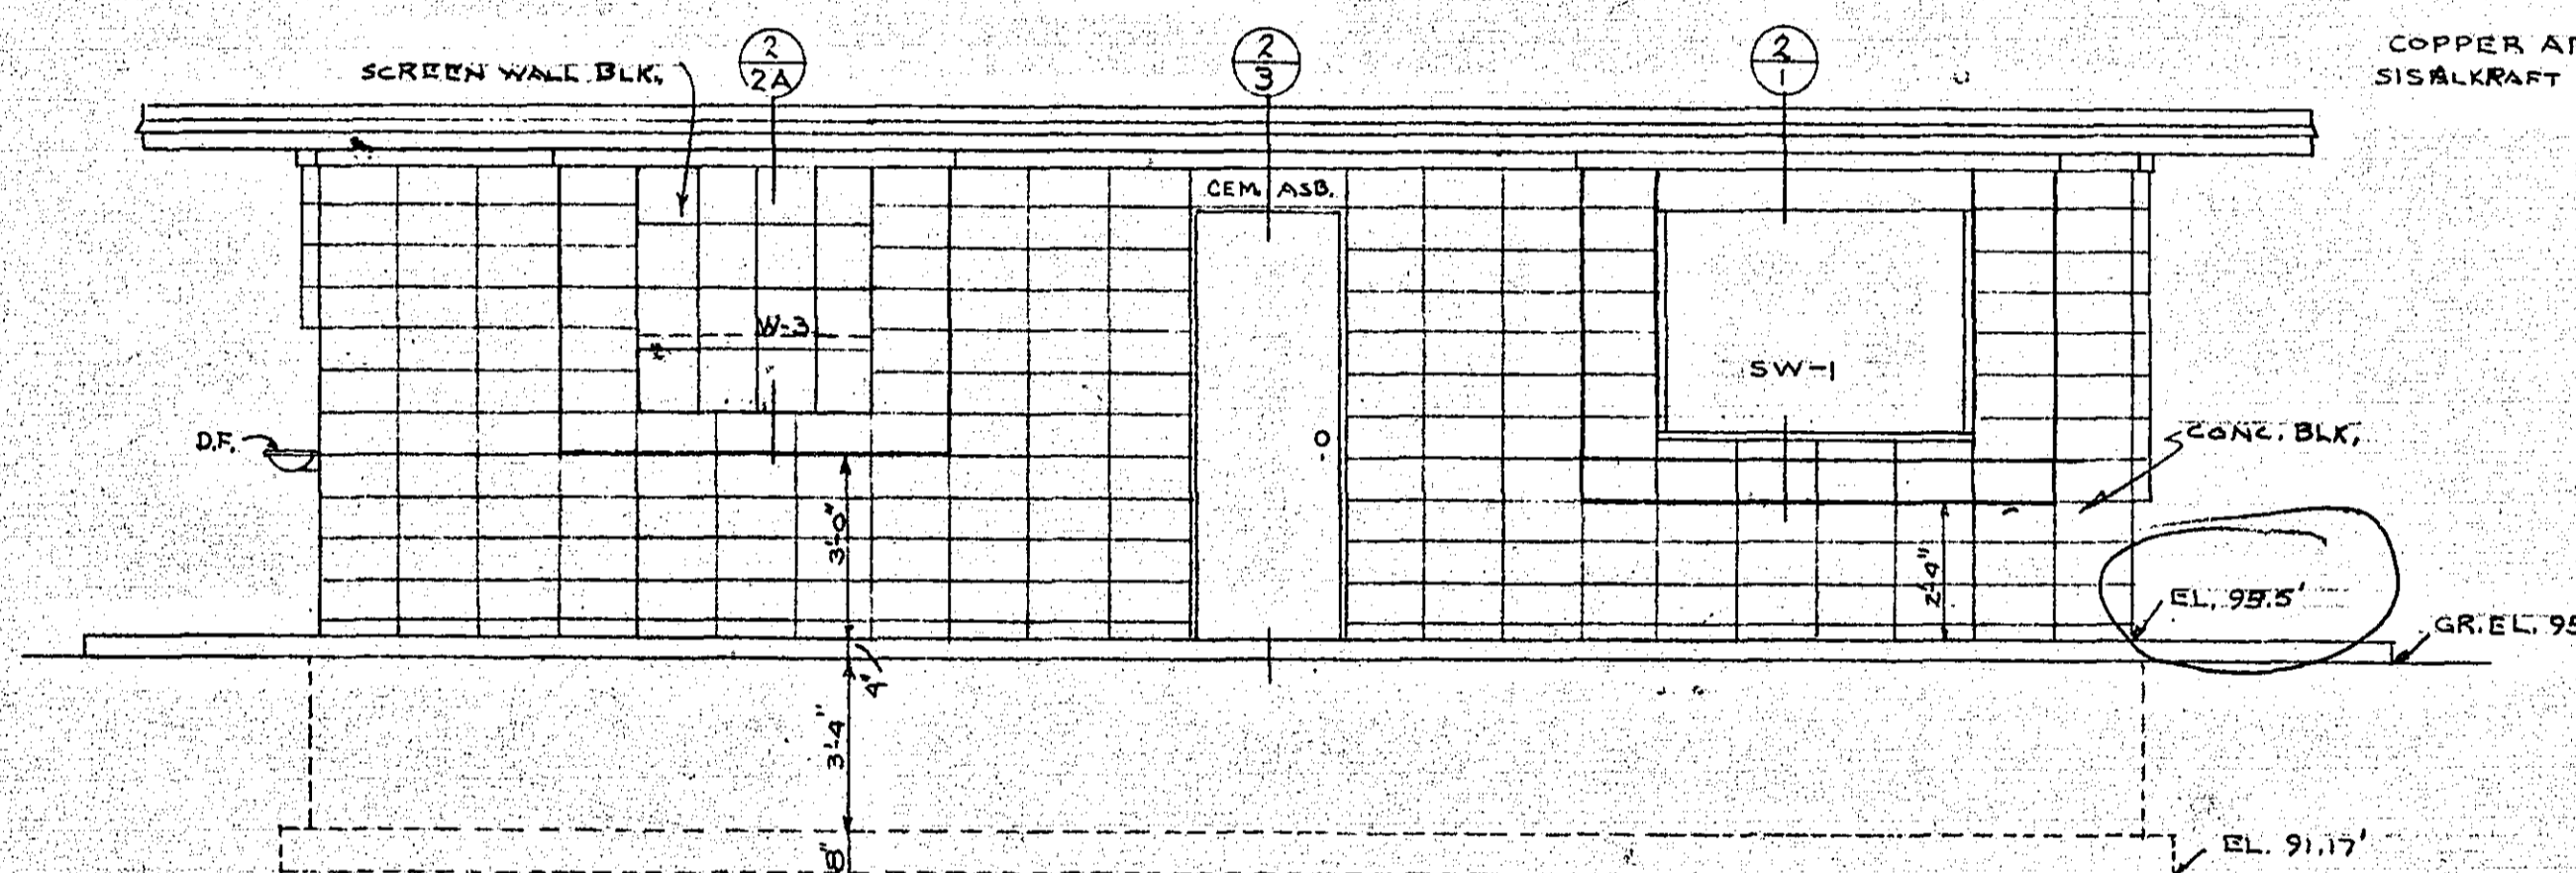 COPPER
SISALKRAFT
SCREEN WALL BLK.
2
2A
2
3
2
1
CEM. ASB.
W-3
SW-1
D.F.
CONC. BLK.
3'-0"
2'-4"
EL. 95.5'
GR.EL. 95
4"
3'-4"
8"
EL. 91.17'